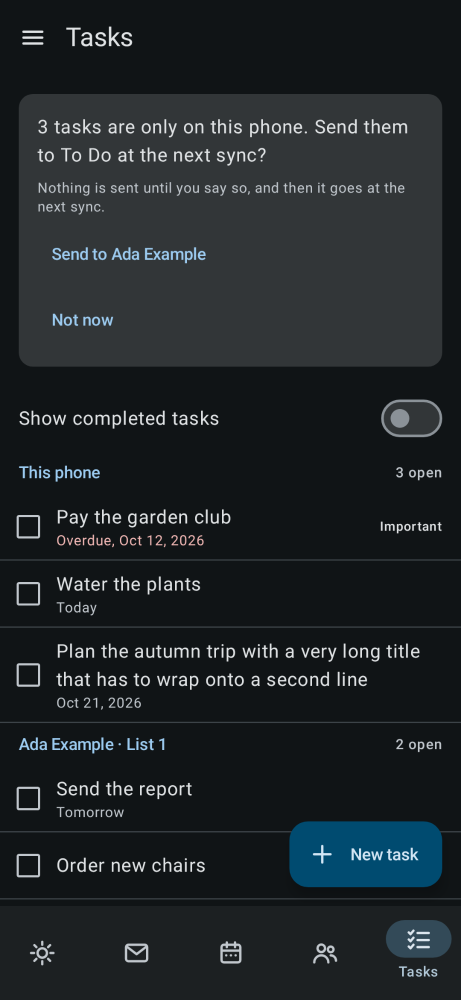 Tasks
3 tasks are only on this phone. Send them
to To Do at the next sync?
Nothing is sent until you say so, and then it goes at the
next sync.
Send to Ada Example
Not now
Show completed tasks
This phone
3 open
Pay the garden club
Important
Overdue, Oct 12, 2026
Water the plants
Today
Plan the autumn trip with a very long title
that has to wrap onto a second line
Oct 21, 2026
Ada Example · List 1
2 open
Send the report
Tomorrow
Order new chairs
New task
Tasks